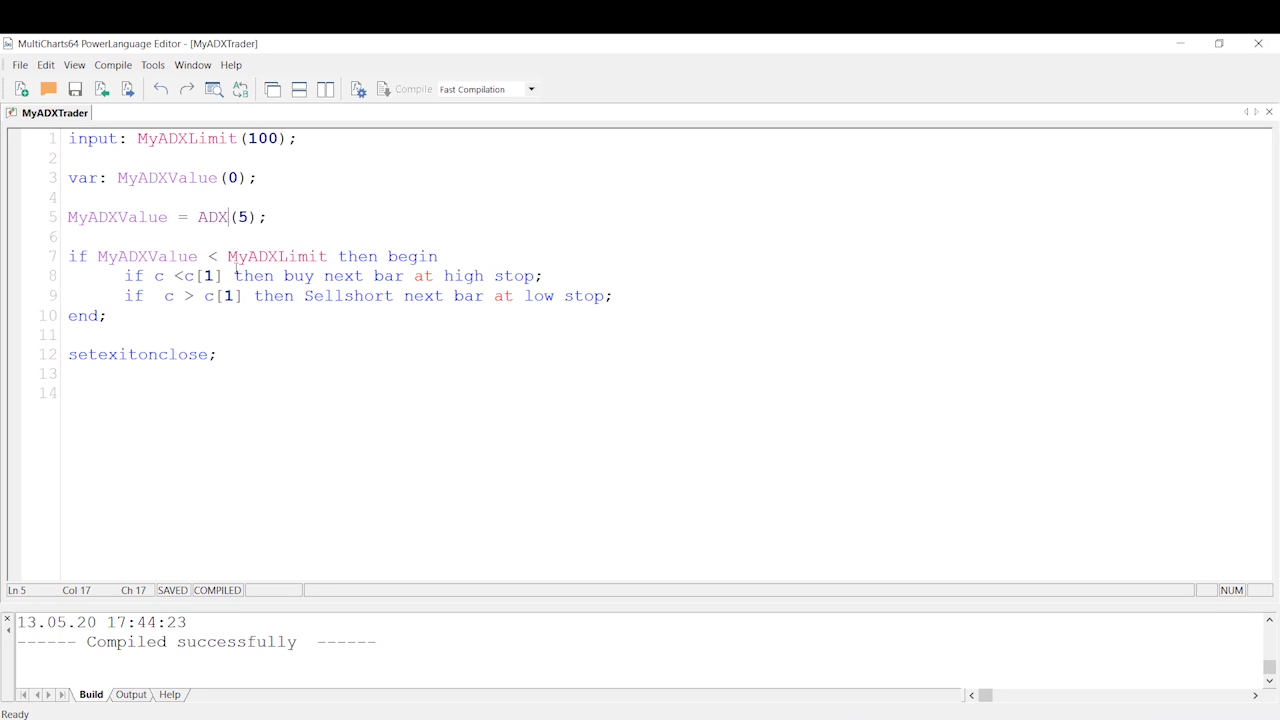 MultiCharts64 PowerLanguage Editor - [MyADXTrader]
File Edit View Compile Tools Window Help
Compile Fast Compilation
MyADXTrader
1 input: MyADXLimit(100);
2
3 var: MyADXValue(0);
4
5 MyADXValue = ADX(5);
6
7 if MyADXValue < MyADXLimit then begin
8 if c <c[1] then buy next bar at high stop;
9 if c > c[1] then Sellshort next bar at low stop;
10 end;
11
12 setexitonclose;
13
14
Ln 5 Col 17 Ch 17 SAVED COMPILED NUM
13.05.20 17:44:23
------ Compiled successfully ------
Build Output Help
Ready